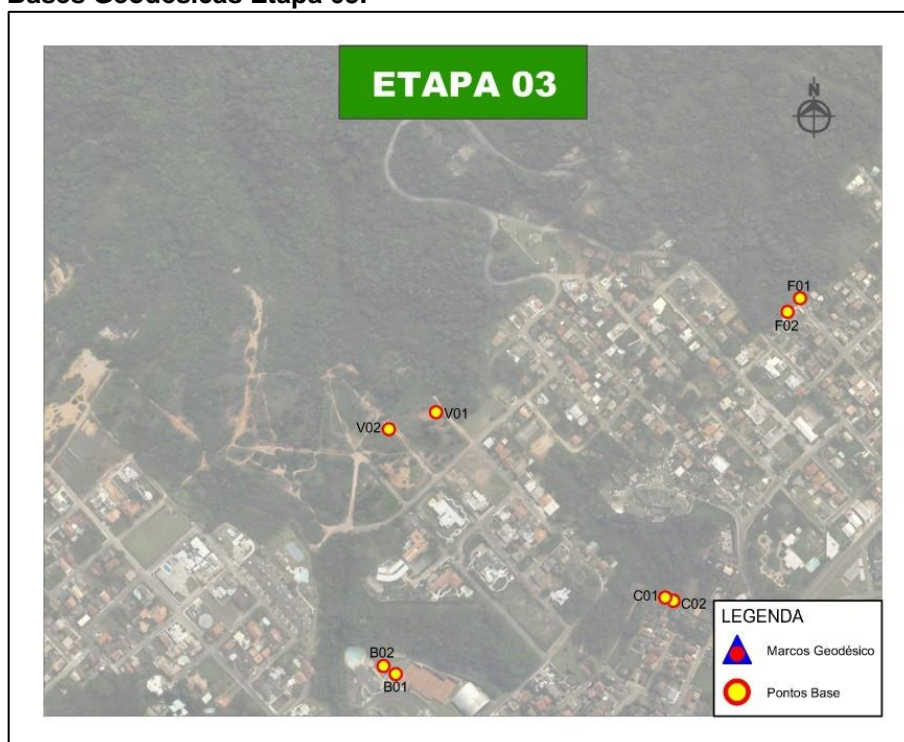 Bases Geodésicas Etapa 03.
ETAPA 03
N
F01
F02
V01
V02
C01
C02
B02
B01
LEGENDA
Marcos Geodésico
Pontos Base